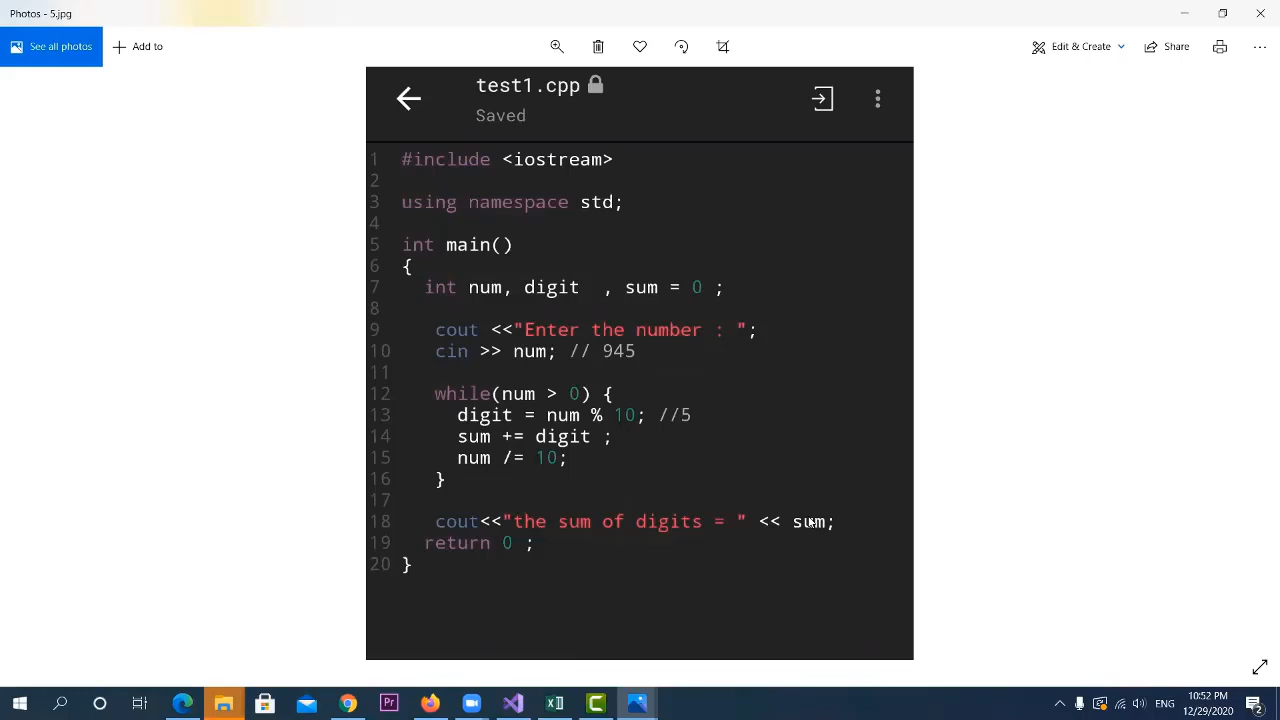 Photos - 5.jpg
See all photos
Add to
Edit & Create
Share
test1.cpp
Saved
1 #include <iostream>
2
3 using namespace std;
4
5 int main()
6 {
7 int num, digit  , sum = 0 ;
8
9 cout <<"Enter the number : ";
10 cin >> num; // 945
11
12 while(num > 0) {
13 digit = num % 10; //5
14 sum += digit ;
15 num /= 10;
16 }
17
18 cout<<"the sum of digits = " << sum;
19 return 0 ;
20 }
Pr
10:52 PM
12/29/2020
2